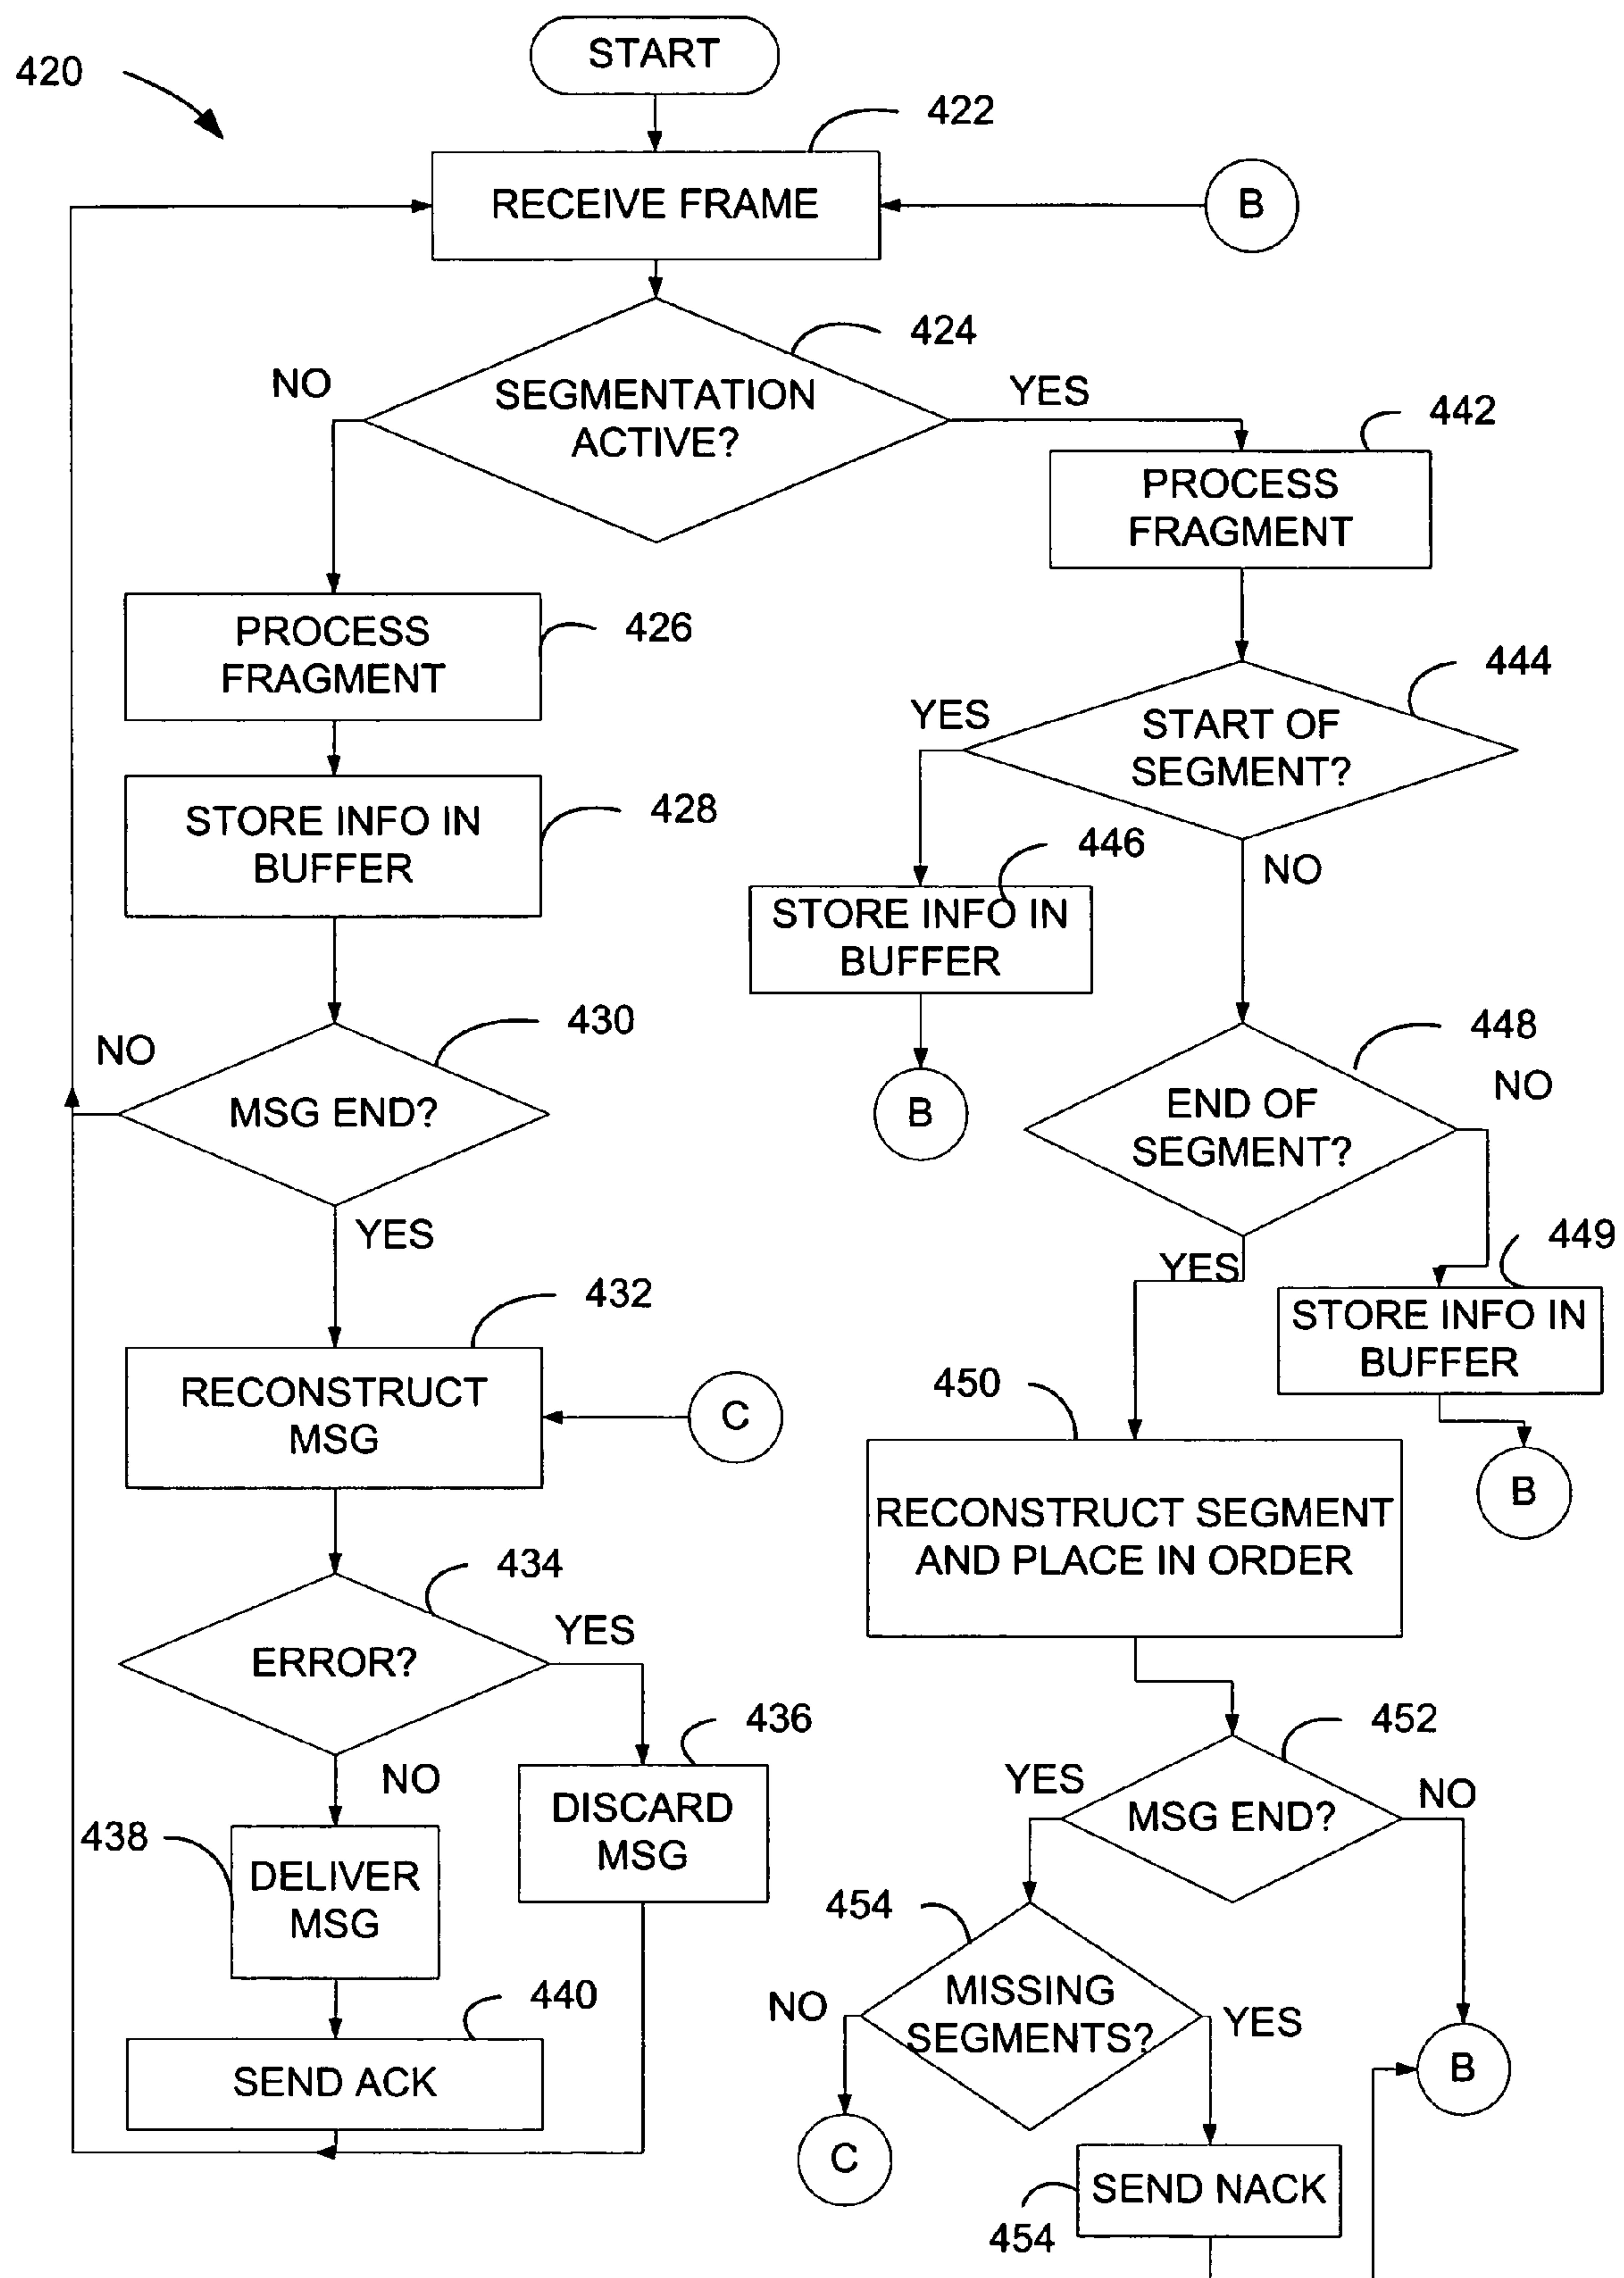 START
420
422
RECEIVE FRAME
B
424
NO
SEGMENTATION
ACTIVE?
YES
442
PROCESS
FRAGMENT
PROCESS
FRAGMENT
426
444
YES
START OF
SEGMENT?
STORE INFO IN
BUFFER
428
446
NO
STORE INFO IN
BUFFER
430
NO
MSG END?
B
448
NO
END OF
SEGMENT?
YES
YES
449
STORE INFO IN
BUFFER
432
RECONSTRUCT
MSG
C
450
B
RECONSTRUCT SEGMENT
AND PLACE IN ORDER
434
YES
ERROR?
436
452
NO
YES
NO
MSG END?
DISCARD
MSG
438
DELIVER
MSG
454
440
NO
MISSING
SEGMENTS?
YES
B
SEND ACK
C
SEND NACK
454